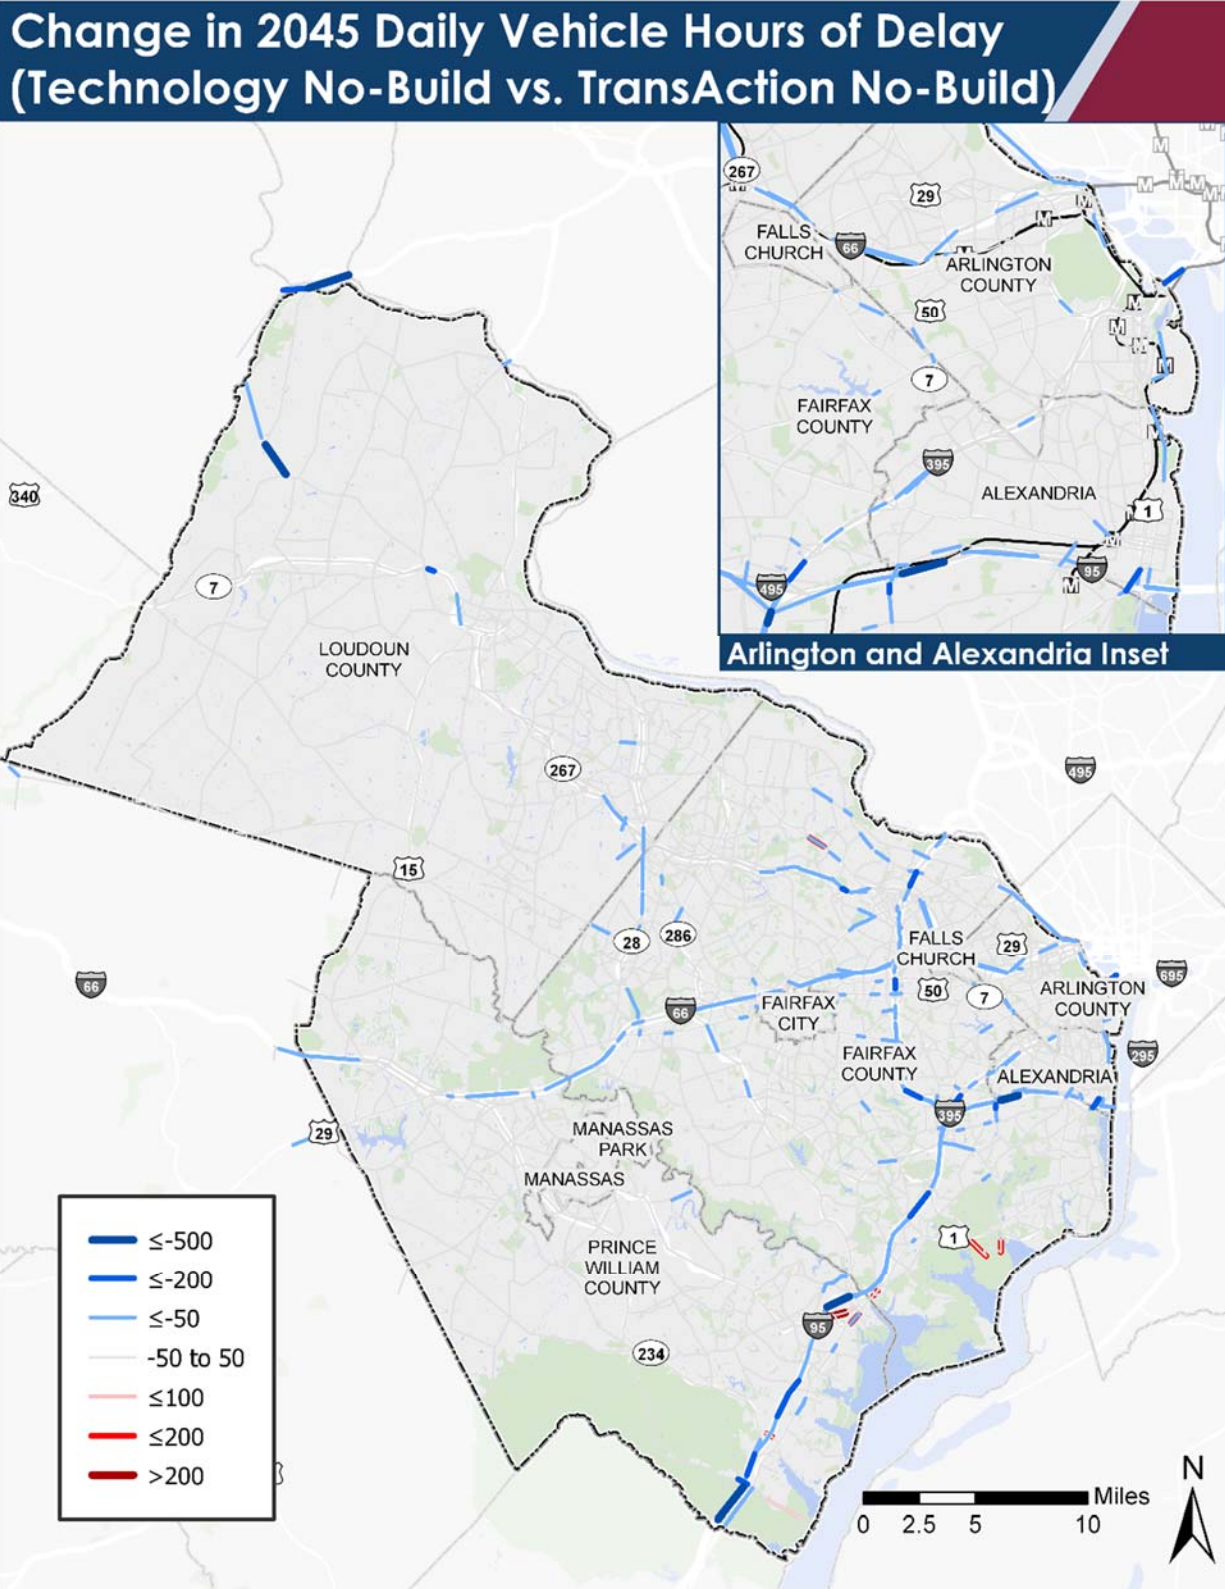 Change in 2045 Daily Vehicle Hours of Delay
(Technology No-Build vs. TransAction No-Build)
267
29
FALLS
CHURCH
66
ARLINGTON
COUNTY
50
7
FAIRFAX
COUNTY
395
ALEXANDRIA
1
495
95
M
M
M
M
M
M
M
M
M
M
M
Arlington and Alexandria Inset
340
7
LOUDOUN
COUNTY
267
495
15
28
286
FALLS
CHURCH
29
66
66
FAIRFAX
CITY
50
7
ARLINGTON
COUNTY
695
FAIRFAX
COUNTY
295
ALEXANDRIA
395
29
MANASSAS
PARK
MANASSAS
PRINCE
WILLIAM
COUNTY
1
95
234
≤-500
≤-200
≤-50
-50 to 50
≤100
≤200
>200
N
Miles
0 2.5 5 10